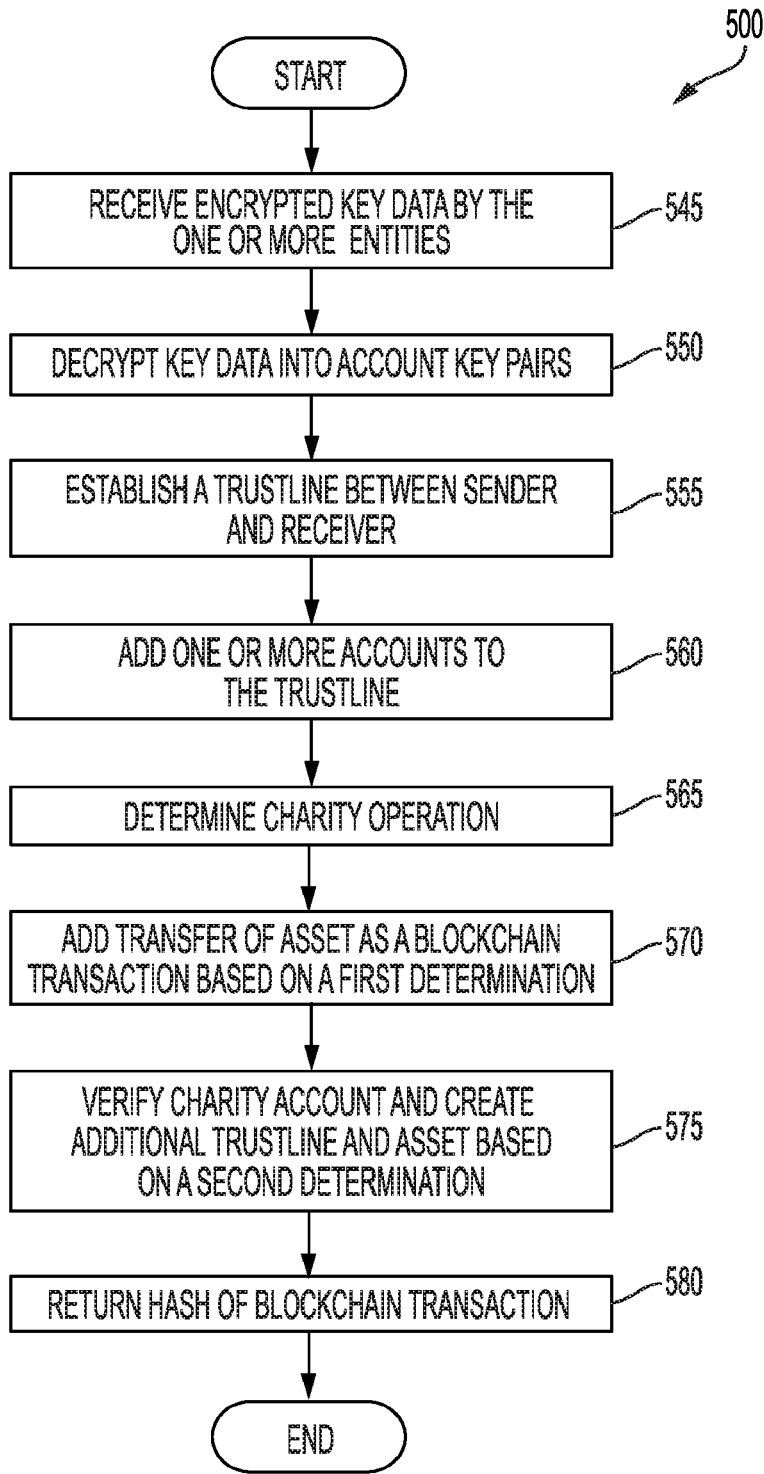 500
START
RECEIVE ENCRYPTED KEY DATA BY THE
ONE OR MORE ENTITIES
545
DECRYPT KEY DATA INTO ACCOUNT KEY PAIRS
550
ESTABLISH A TRUSTLINE BETWEEN SENDER
AND RECEIVER
555
ADD ONE OR MORE ACCOUNTS TO
THE TRUSTLINE
560
DETERMINE CHARITY OPERATION
565
ADD TRANSFER OF ASSET AS A BLOCKCHAIN
TRANSACTION BASED ON A FIRST DETERMINATION
570
VERIFY CHARITY ACCOUNT AND CREATE
ADDITIONAL TRUSTLINE AND ASSET BASED
ON A SECOND DETERMINATION
575
RETURN HASH OF BLOCKCHAIN TRANSACTION
580
END